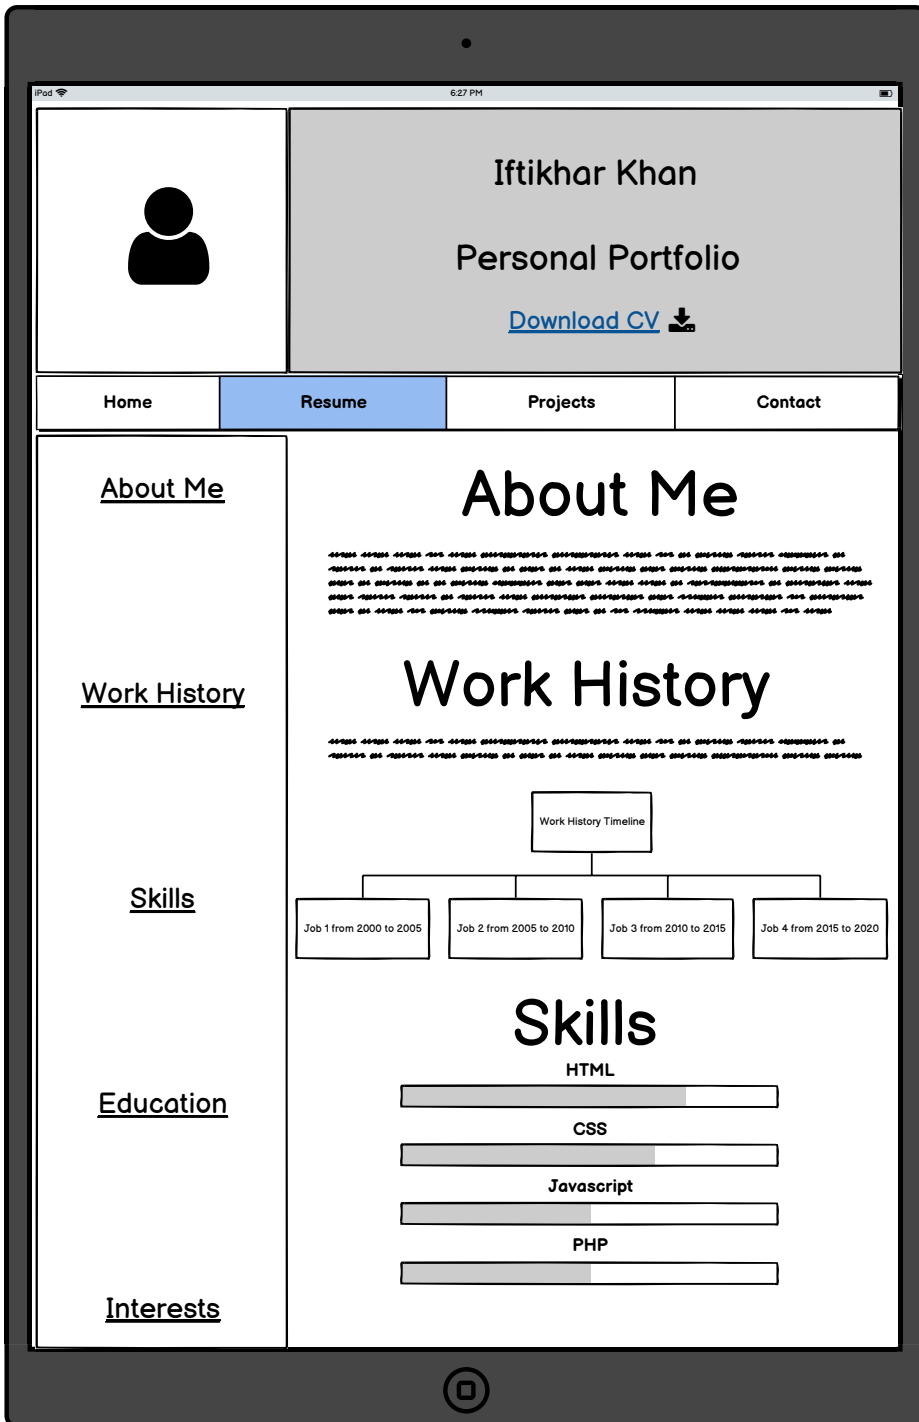 iPad
6:27 PM
Iftikhar Khan
Personal Portfolio
Download CV
Home
Resume
Projects
Contact
About Me
Work History
Skills
Education
Interests
About Me
Work History
Work History Timeline
Job 1 from 2000 to 2005
Job 2 from 2005 to 2010
Job 3 from 2010 to 2015
Job 4 from 2015 to 2020
Skills
HTML
CSS
Javascript
PHP